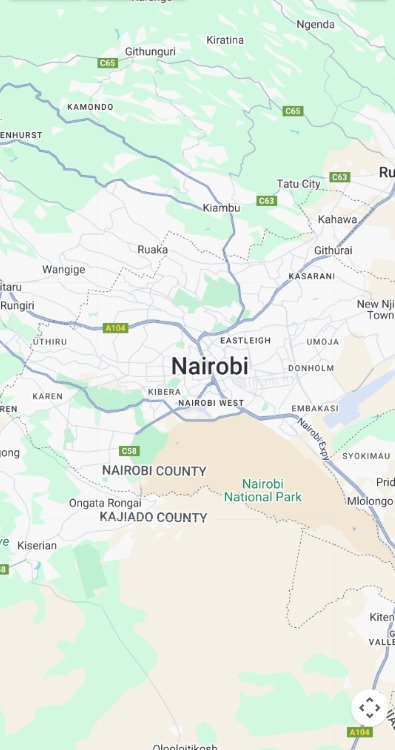 Ngenda
Kiratina
Githunguri
C65
KAMONDO
C65
ENHURST
Tatu City
C63
Ru
Kiambu
C63
Kahawa
Ruaka
Githurai
Wangige
KASARANI
itaru
Rungiri
New Nji
Town
A104
UTHIRU
EASTLEIGH
UMOJA
Nairobi
DONHOLM
KAREN
KIBERA
REN
NAIROBI WEST
EMBAKASI
Nairobi Expy
C58
ong
SYOKIMAU
NAIROBI COUNTY
Nairobi
National Park
Prid
Mlolongo
Ongata Rongai
KAJIADO COUNTY
ve
Kiserian
Kiten
VALLE
A104